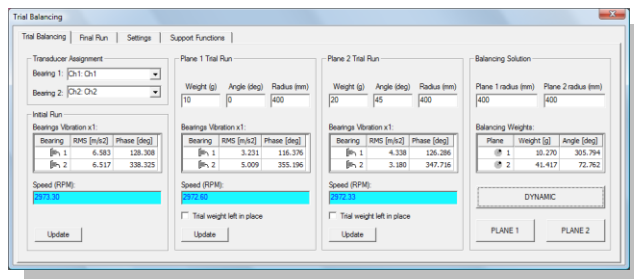 Trial Balancing
Trial Balancing Final Run Settings Support Functions
Transducer Assignment
Bearing 1: Ch1: Ch1
Bearing 2: Ch2: Ch2
Initial Run
Bearings Vibration x1:
Bearing RMS [m/s2] Phase [deg]
1 6.583 128.308
2 6.517 338.325
Speed (RPM):
2973.30
Update
Plane 1 Trial Run
Weight (g) Angle (deg) Radius (mm)
10 0 400
Bearings Vibration x1:
Bearing RMS [m/s2] Phase [deg]
1 3.231 116.376
2 5.009 355.196
Speed (RPM):
2972.60
Trial weight left in place
Update
Plane 2 Trial Run
Weight (g) Angle (deg) Radius (mm)
20 45 400
Bearings Vibration x1:
Bearing RMS [m/s2] Phase [deg]
1 4.338 126.286
2 3.180 347.716
Speed (RPM):
2972.33
Trial weight left in place
Update
Balancing Solution
Plane 1 radius (mm) Plane 2 radius (mm)
400 400
Balancing Weights:
Plane Weight [g] Angle [deg]
1 10.270 305.794
2 41.417 72.762
DYNAMIC
PLANE 1 PLANE 2